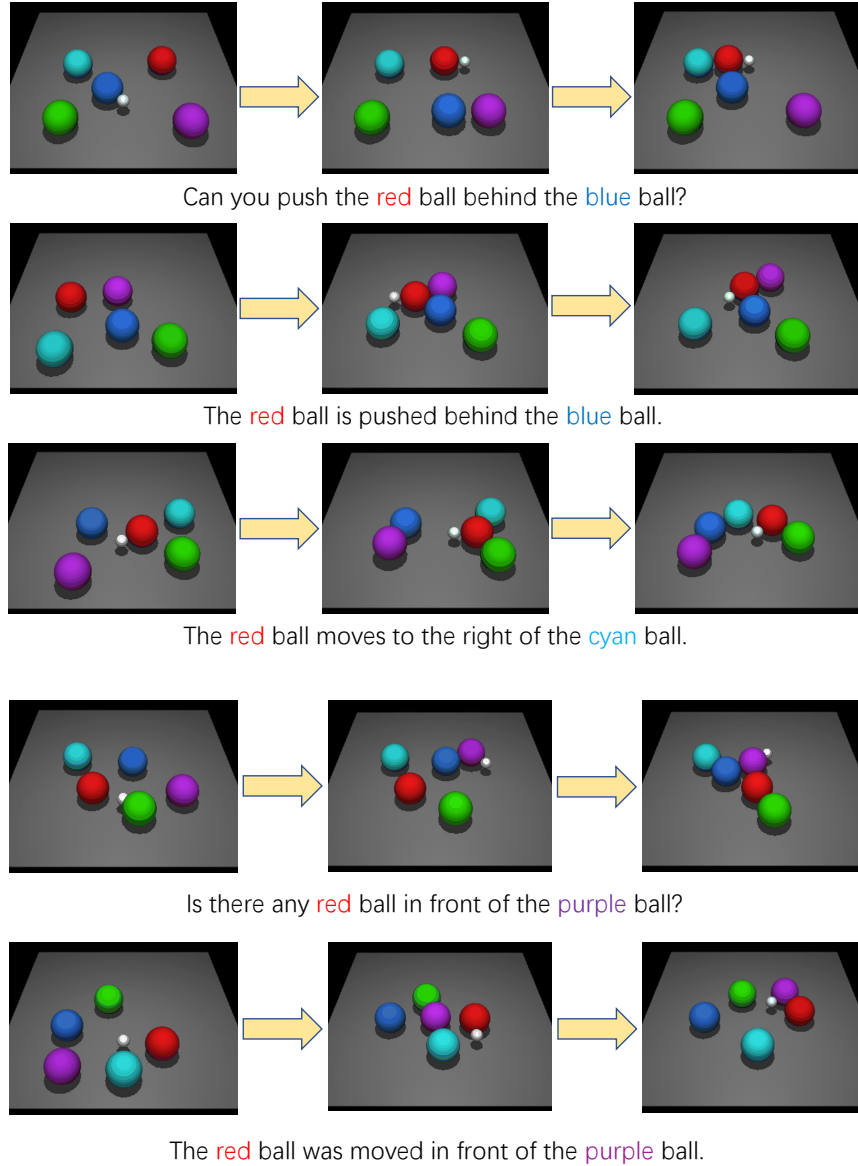 Can you push the red ball behind the blue ball?
The red ball is pushed behind the blue ball.
The red ball moves to the right of the cyan ball.
Is there any red ball in front of the purple ball?
The red ball was moved in front of the purple ball.